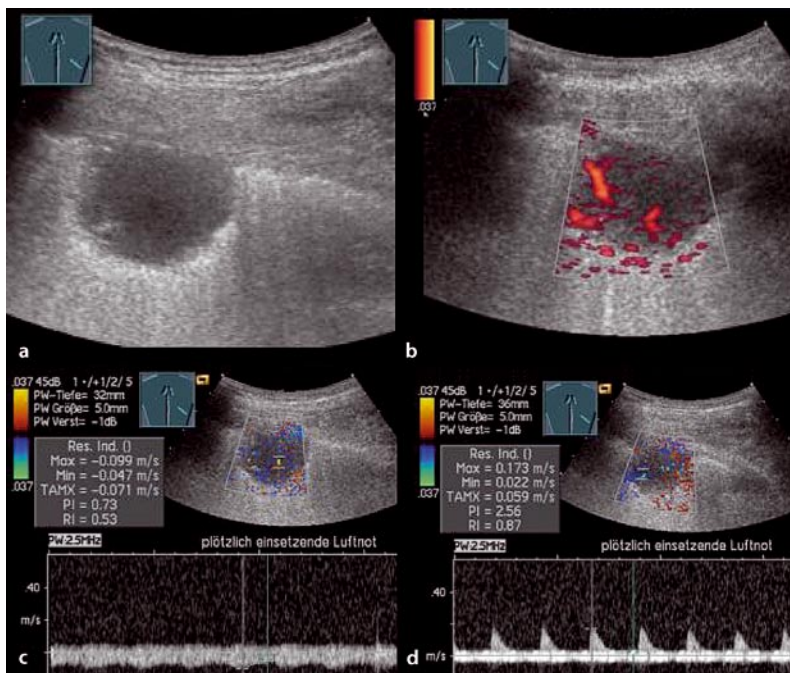 .037
a
b
.037 45dB 1 •/+1/2/ 5
PW-Tiefe= 32mm
PW Größe= 5.0mm
PW Verst= −1dB
.037
Res. Ind. ()
Max = −0.099 m/s
Min = −0.047 m/s
TAMX= −0.071 m/s
PI = 0.73
RI = 0.53
PW:2.5MHz
plötzlich einsetzende Luftnot
.40
m/s
c
.037 45dB 1 •/+1/2/ 5
PW-Tiefe= 36mm
PW Größe= 5.0mm
PW Verst= −1dB
.037
Res. Ind. ()
Max = 0.173 m/s
Min = 0.022 m/s
TAMX= 0.059 m/s
PI = 2.56
RI = 0.87
PW:2.5MHz
plötzlich einsetzende Luftnot
.40
m/s
d